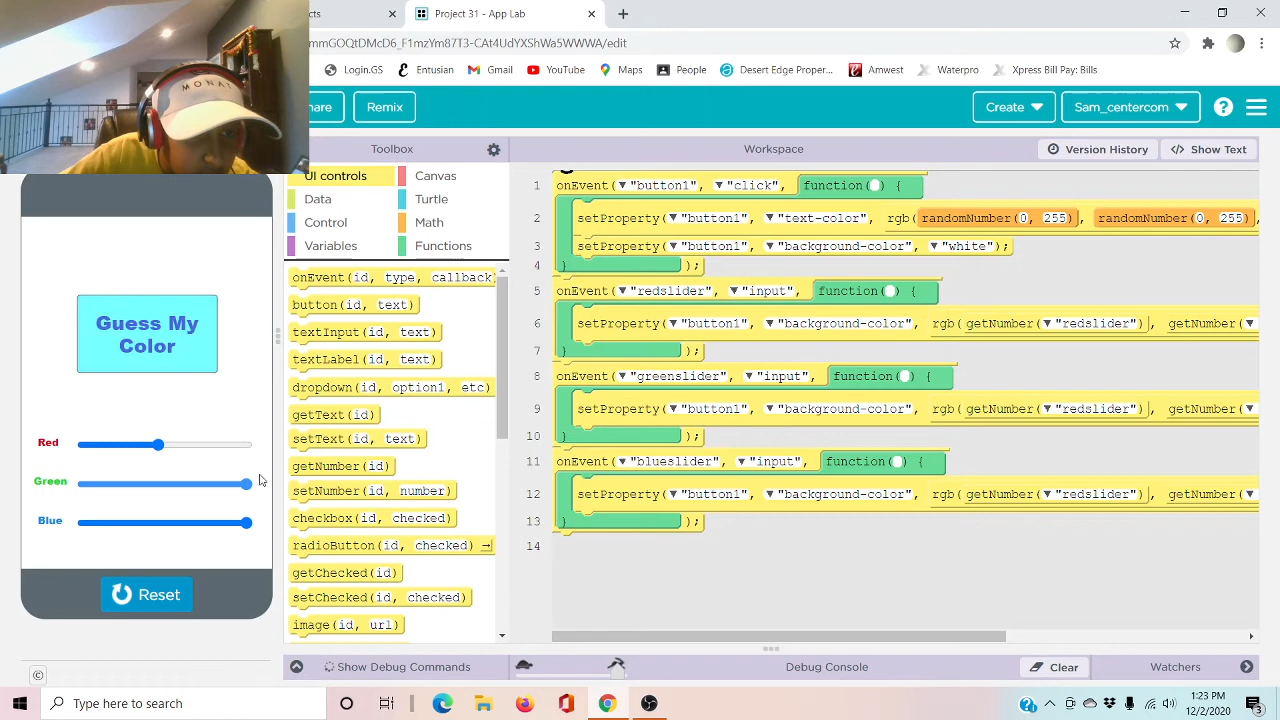 cts
Project 31 - App Lab
mmGOQtDMcD6_F1mzYm87T3-CAt4UdYXShWa5WWWA/edit
Login.GS
Entusian
Gmail
YouTube
Maps
People
Desert Edge Proper...
Amwest
Waterpro
Xpress Bill Pay: Bills
MONAT
hare
Remix
Create
Sam_centercom
?
Toolbox
Workspace
Version History
</> Show Text
UI controls
Canvas
Data
Turtle
Control
Math
Variables
Functions
onEvent(id, type, callback)
button(id, text)
textInput(id, text)
textLabel(id, text)
dropdown(id, option1, etc)
getText(id)
setText(id, text)
getNumber(id)
setNumber(id, number)
checkbox(id, checked)
radioButton(id, checked)
getChecked(id)
setChecked(id, checked)
image(id, url)
1 onEvent("button1", "click", function() {
2 setProperty("button1", "text-color", rgb(randomNumber(0, 255), randomNumber(0, 255),
3 setProperty("button1", "background-color", "white");
4 });
5 onEvent("redslider", "input", function() {
6 setProperty("button1", "background-color", rgb(getNumber("redslider"), getNumber(
7 });
8 onEvent("greenslider", "input", function() {
9 setProperty("button1", "background-color", rgb(getNumber("redslider"), getNumber(
10 });
11 onEvent("blueslider", "input", function() {
12 setProperty("button1", "background-color", rgb(getNumber("redslider"), getNumber(
13 });
14
Guess My
Color
Red
Green
Blue
Reset
©
Show Debug Commands
Debug Console
Clear
Watchers
Type here to search
1:23 PM
12/2/2020
3